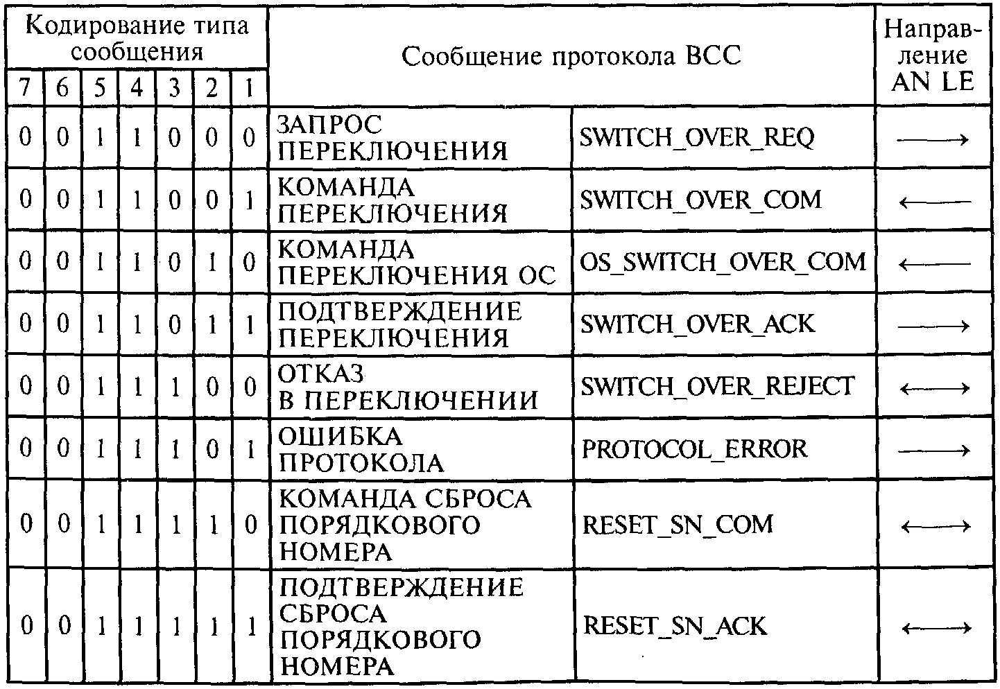 Кодирование типа
сообщения
Сообщение протокола BCC
Направ-
ление
AN LE
7 6 5 4 3 2 1
0 0 1 1 0 0 0
ЗАПРОС
ПЕРЕКЛЮЧЕНИЯ
SWITCH_OVER_REQ
→
0 0 1 1 0 0 1
КОМАНДА
ПЕРЕКЛЮЧЕНИЯ
SWITCH_OVER_COM
←
0 0 1 1 0 1 0
КОМАНДА
ПЕРЕКЛЮЧЕНИЯ ОС
OS_SWITCH_OVER_COM
←
0 0 1 1 0 1 1
ПОДТВЕРЖДЕНИЕ
ПЕРЕКЛЮЧЕНИЯ
SWITCH_OVER_ACK
→
0 0 1 1 1 0 0
ОТКАЗ
В ПЕРЕКЛЮЧЕНИИ
SWITCH_OVER_REJECT
↔
0 0 1 1 1 0 1
ОШИБКА
ПРОТОКОЛА
PROTOCOL_ERROR
→
0 0 1 1 1 1 0
КОМАНДА СБРОСА
ПОРЯДКОВОГО
НОМЕРА
RESET_SN_COM
↔
0 0 1 1 1 1 1
ПОДТВЕРЖДЕНИЕ
СБРОСА
ПОРЯДКОВОГО
НОМЕРА
RESET_SN_ACK
↔